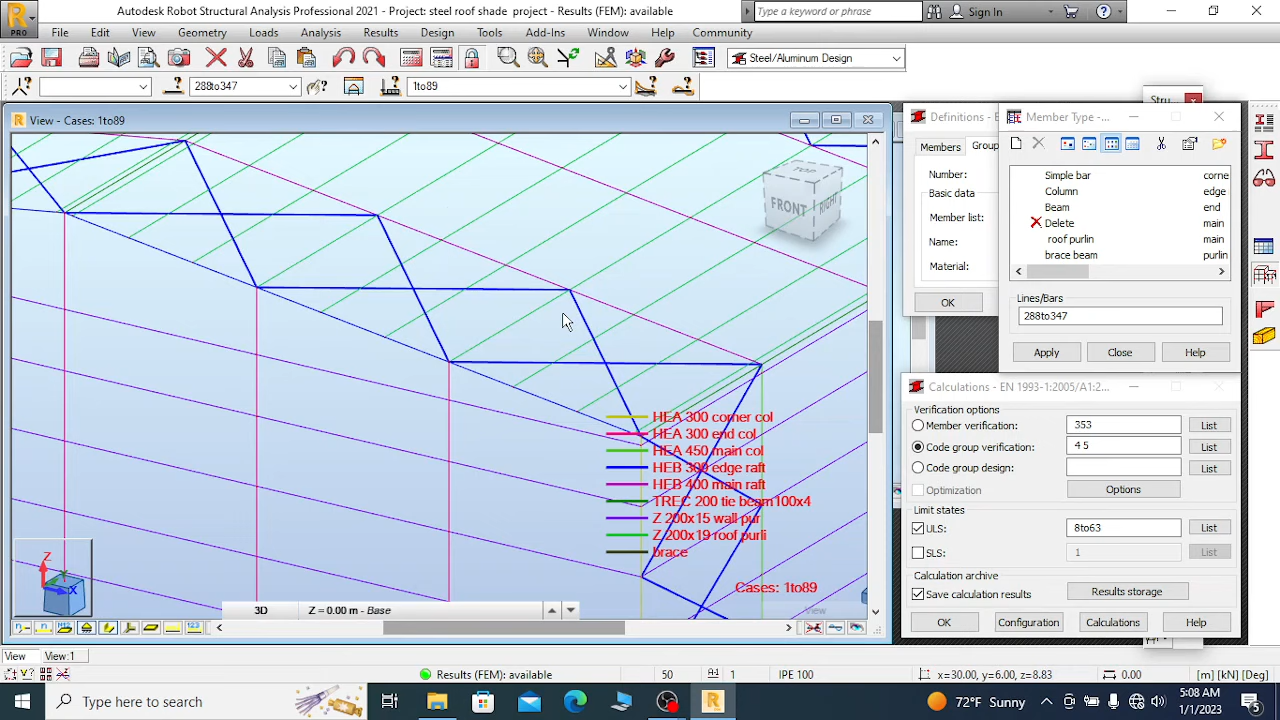 Autodesk Robot Structural Analysis Professional 2021 - Project: steel roof shade  project - Results (FEM): available
Type a keyword or phrase
Sign In
PRO
File Edit View Geometry Loads Analysis Results Design Tools Add-Ins Window Help Community
Steel/Aluminum Design
288to347
1to89
View - Cases: 1to89
TOP
FRONT
RIGHT
HEA 300 corner col
HEA 300 end col
HEA 450 main col
HEB 300 edge raft
HEB 400 main raft
TREC 200 tie beam100x4
Z 200x15 wall pur
Z 200x19 roof purli
brace
Cases: 1to89
View
Z
X
3D
Z = 0.00 m - Base
Stru...
Definitions - E
Members
Group
Number:
Basic data
Member list:
Name:
Material:
OK
Member Type -...
Simple bar corne
Column edge
Beam end
Delete main
roof purlin main
brace beam purlin
Lines/Bars
288to347
Apply Close Help
Calculations - EN 1993-1:2005/A1:2...
Verification options
Member verification: 353 List
Code group verification: 4 5 List
Code group design: List
Optimization Options
Limit states
ULS: 8to63 List
SLS: 1 List
Calculation archive
Save calculation results Results storage
OK Configuration Calculations Help
View View:1
Results (FEM): available 50 1 IPE 100 x=30.00, y=6.00, z=8.83 0.00 [m] [kN] [Deg]
Type here to search
72°F Sunny
5:08 AM
1/1/2023
5